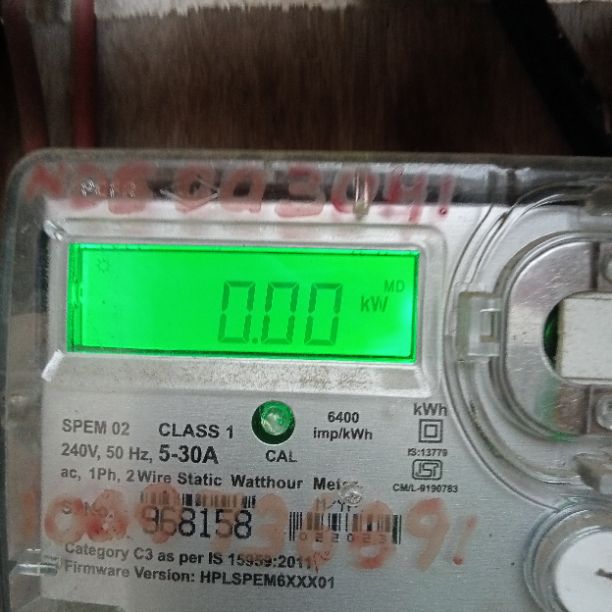 0.00
MD
kW
SPEM 02
CLASS 1
6400
imp/kWh
kWh
240V, 50 Hz, 5-30A
CAL
IS:13779
ac, 1Ph, 2 Wire Static Watthour Meter
CM/L-9190783
968158
022023
Category C3 as per IS 15959:2011
Firmware Version: HPLSPEM6XXX01